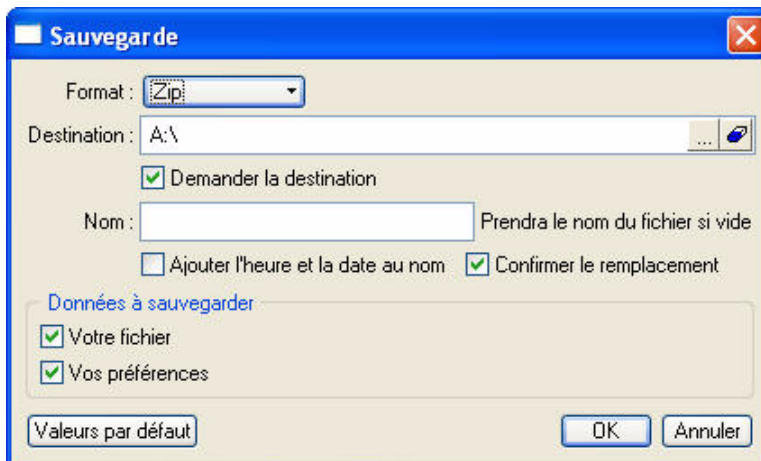 Sauvegarde
Format : Zip
Destination : A:\ ...
Demander la destination
Nom : Prendra le nom du fichier si vide
Ajouter l'heure et la date au nom Confirmer le remplacement
Données à sauvegarder
Votre fichier
Vos préférences
Valeurs par défaut OK Annuler